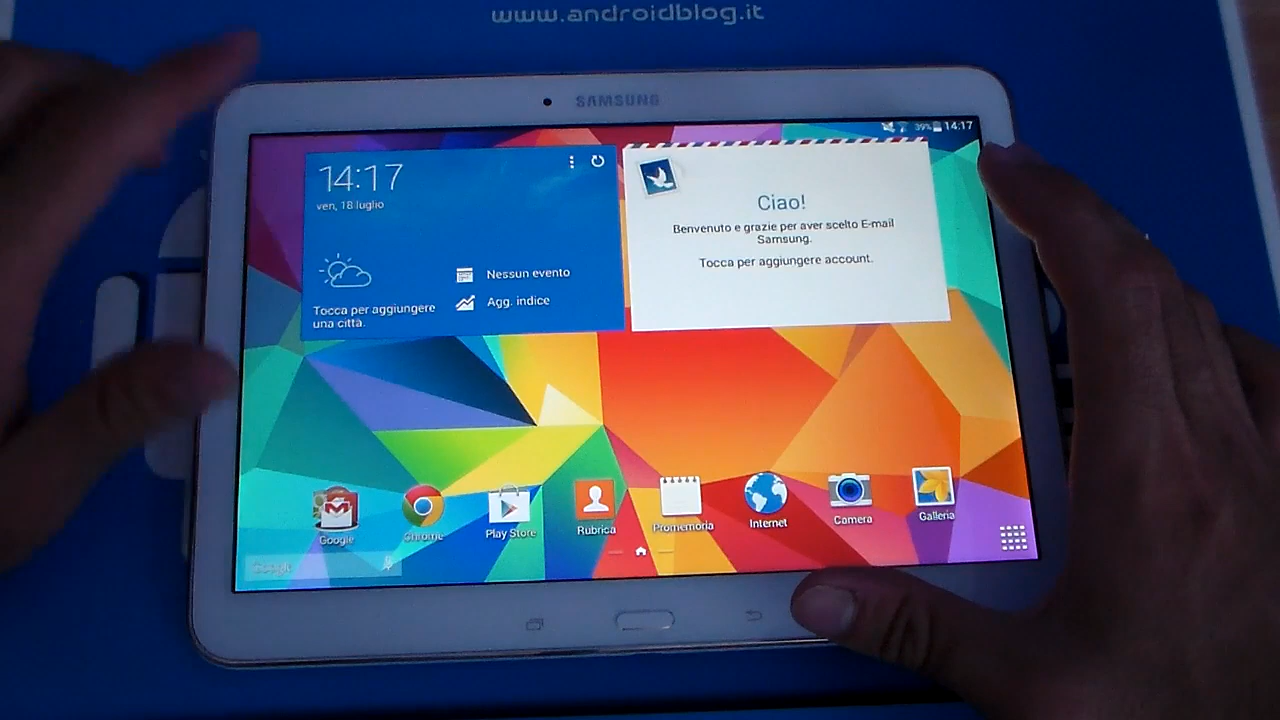 www.androidblog.it
SAMSUNG
39% 14:17
14:17
ven, 18 luglio
Tocca per aggiungere
una città.
Nessun evento
Agg. indice
Ciao!
Benvenuto e grazie per aver scelto E-mail
Samsung.
Tocca per aggiungere account.
Google
Chrome
Play Store
Rubrica
Promemoria
Internet
Camera
Galleria
Google